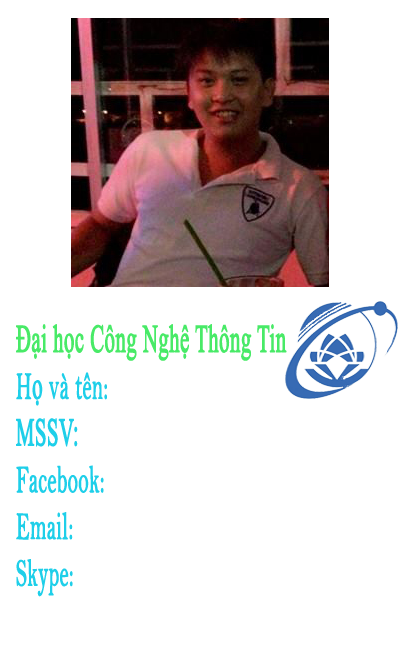 Đại học Công Nghệ Thông Tin
Họ và tên:
MSSV:
Facebook:
Email:
Skype: